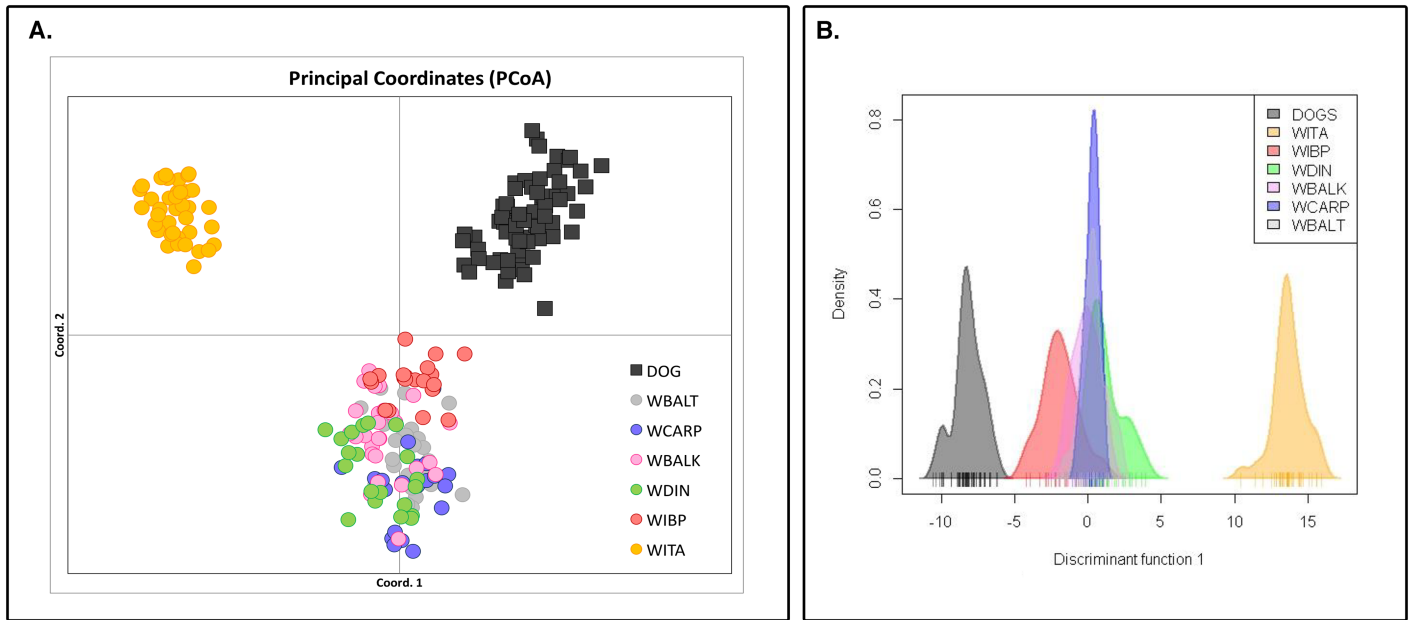 A.
Principal Coordinates (PCoA)
Coord. 2
DOG
WBALT
WCARP
WBALK
WDIN
WIBP
WITA
Coord. 1
B.
DOGS
WITA
WIBP
WDIN
WBALK
WCARP
WBALT
Density
0.8
0.6
0.4
0.2
0.0
-10 -5 0 5 10 15
Discriminant function 1